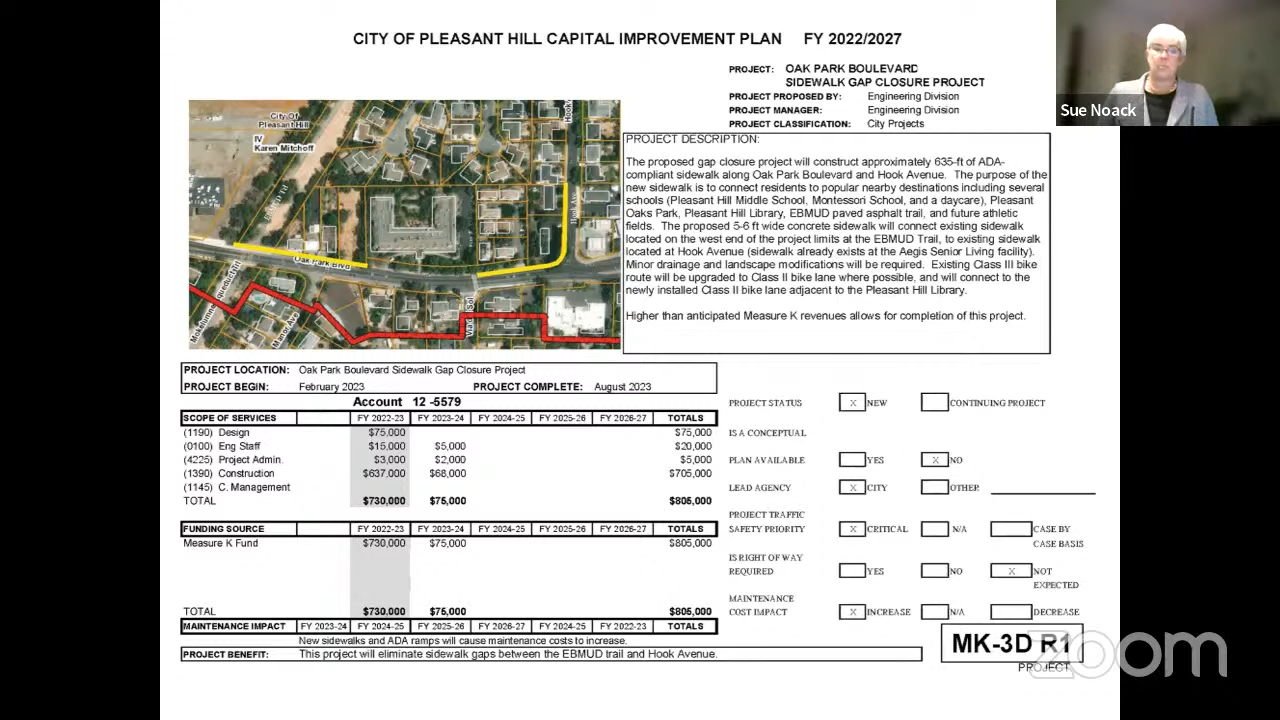 CITY OF PLEASANT HILL CAPITAL IMPROVEMENT PLAN FY 2022/2027
PROJECT: OAK PARK BOULEVARD
SIDEWALK GAP CLOSURE PROJECT
PROJECT PROPOSED BY: Engineering Division
PROJECT MANAGER: Engineering Division
PROJECT CLASSIFICATION: City Projects
Sue Noack
City Of
Pleasant Hill
IV
Karen Mitchoff
EBMUD Trl
Hook Ave
Oak Park Blvd
PROJECT DESCRIPTION:
The proposed gap closure project will construct approximately 635-ft of ADA-
compliant sidewalk along Oak Park Boulevard and Hook Avenue. The purpose of the
new sidewalk is to connect residents to popular nearby destinations including several
schools (Pleasant Hill Middle School, Montessori School, and a daycare), Pleasant
Oaks Park, Pleasant Hill Library, EBMUD paved asphalt trail, and future athletic
fields. The proposed 5-6 ft wide concrete sidewalk will connect existing sidewalk
located on the west end of the project limits at the EBMUD Trail, to existing sidewalk
located at Hook Avenue (sidewalk already exists at the Aegis Senior Living facility).
Minor drainage and landscape modifications will be required. Existing Class III bike
route will be upgraded to Class II bike lane where possible, and will connect to the
newly installed Class II bike lane adjacent to the Pleasant Hill Library.
Higher than anticipated Measure K revenues allows for completion of this project.
PROJECT LOCATION: Oak Park Boulevard Sidewalk Gap Closure Project
PROJECT BEGIN: February 2023 PROJECT COMPLETE: August 2023
Account 12 -5579
SCOPE OF SERVICES FY 2022-23 FY 2023-24 FY 2024-25 FY 2025-26 FY 2026-27 TOTALS
(1190) Design $75,000 $75,000
(0100) Eng Staff $15,000 $5,000 $20,000
(4225) Project Admin. $3,000 $2,000 $5,000
(1390) Construction $637,000 $68,000 $705,000
(1145) C. Management
TOTAL $730,000 $75,000 $805,000
FUNDING SOURCE FY 2022-23 FY 2023-24 FY 2024-25 FY 2025-26 FY 2026-27 TOTALS
Measure K Fund $730,000 $75,000 $805,000
TOTAL $730,000 $75,000 $805,000
MAINTENANCE IMPACT FY 2023-24 FY 2024-25 FY 2025-26 FY 2026-27 FY 2022-23 TOTALS
New sidewalks and ADA ramps will cause maintenance costs to increase.
PROJECT BENEFIT: This project will eliminate sidewalk gaps between the EBMUD trail and Hook Avenue.
PROJECT STATUS X NEW CONTINUING PROJECT
IS A CONCEPTUAL
PLAN AVAILABLE YES X NO
LEAD AGENCY X CITY OTHER
PROJECT TRAFFIC
SAFETY PRIORITY X CRITICAL N/A CASE BY
CASE BASIS
IS RIGHT OF WAY
REQUIRED YES NO X NOT
EXPECTED
MAINTENANCE
COST IMPACT X INCREASE N/A DECREASE
MK-3D R1
PROJECT
zoom